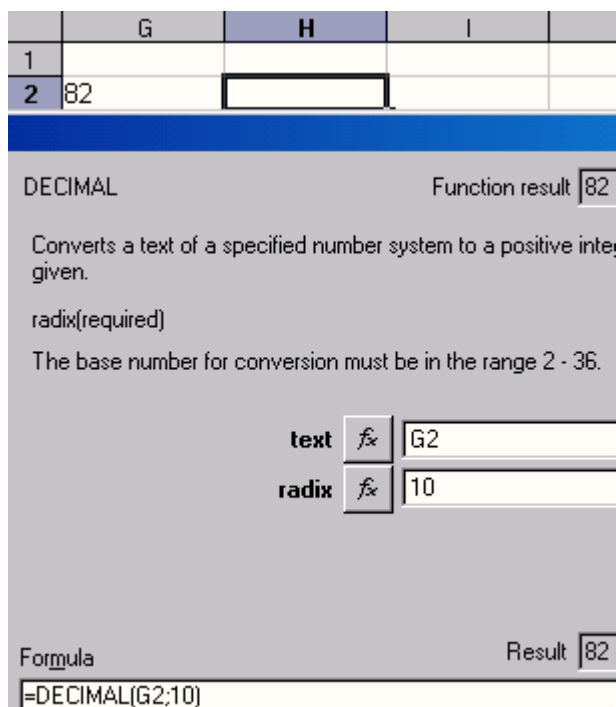 G H I
1
2 82
DECIMAL Function result 82
Converts a text of a specified number system to a positive integ
given.
radix(required)
The base number for conversion must be in the range 2 - 36.
text fx G2
radix fx 10
Formula Result 82
=DECIMAL(G2;10)